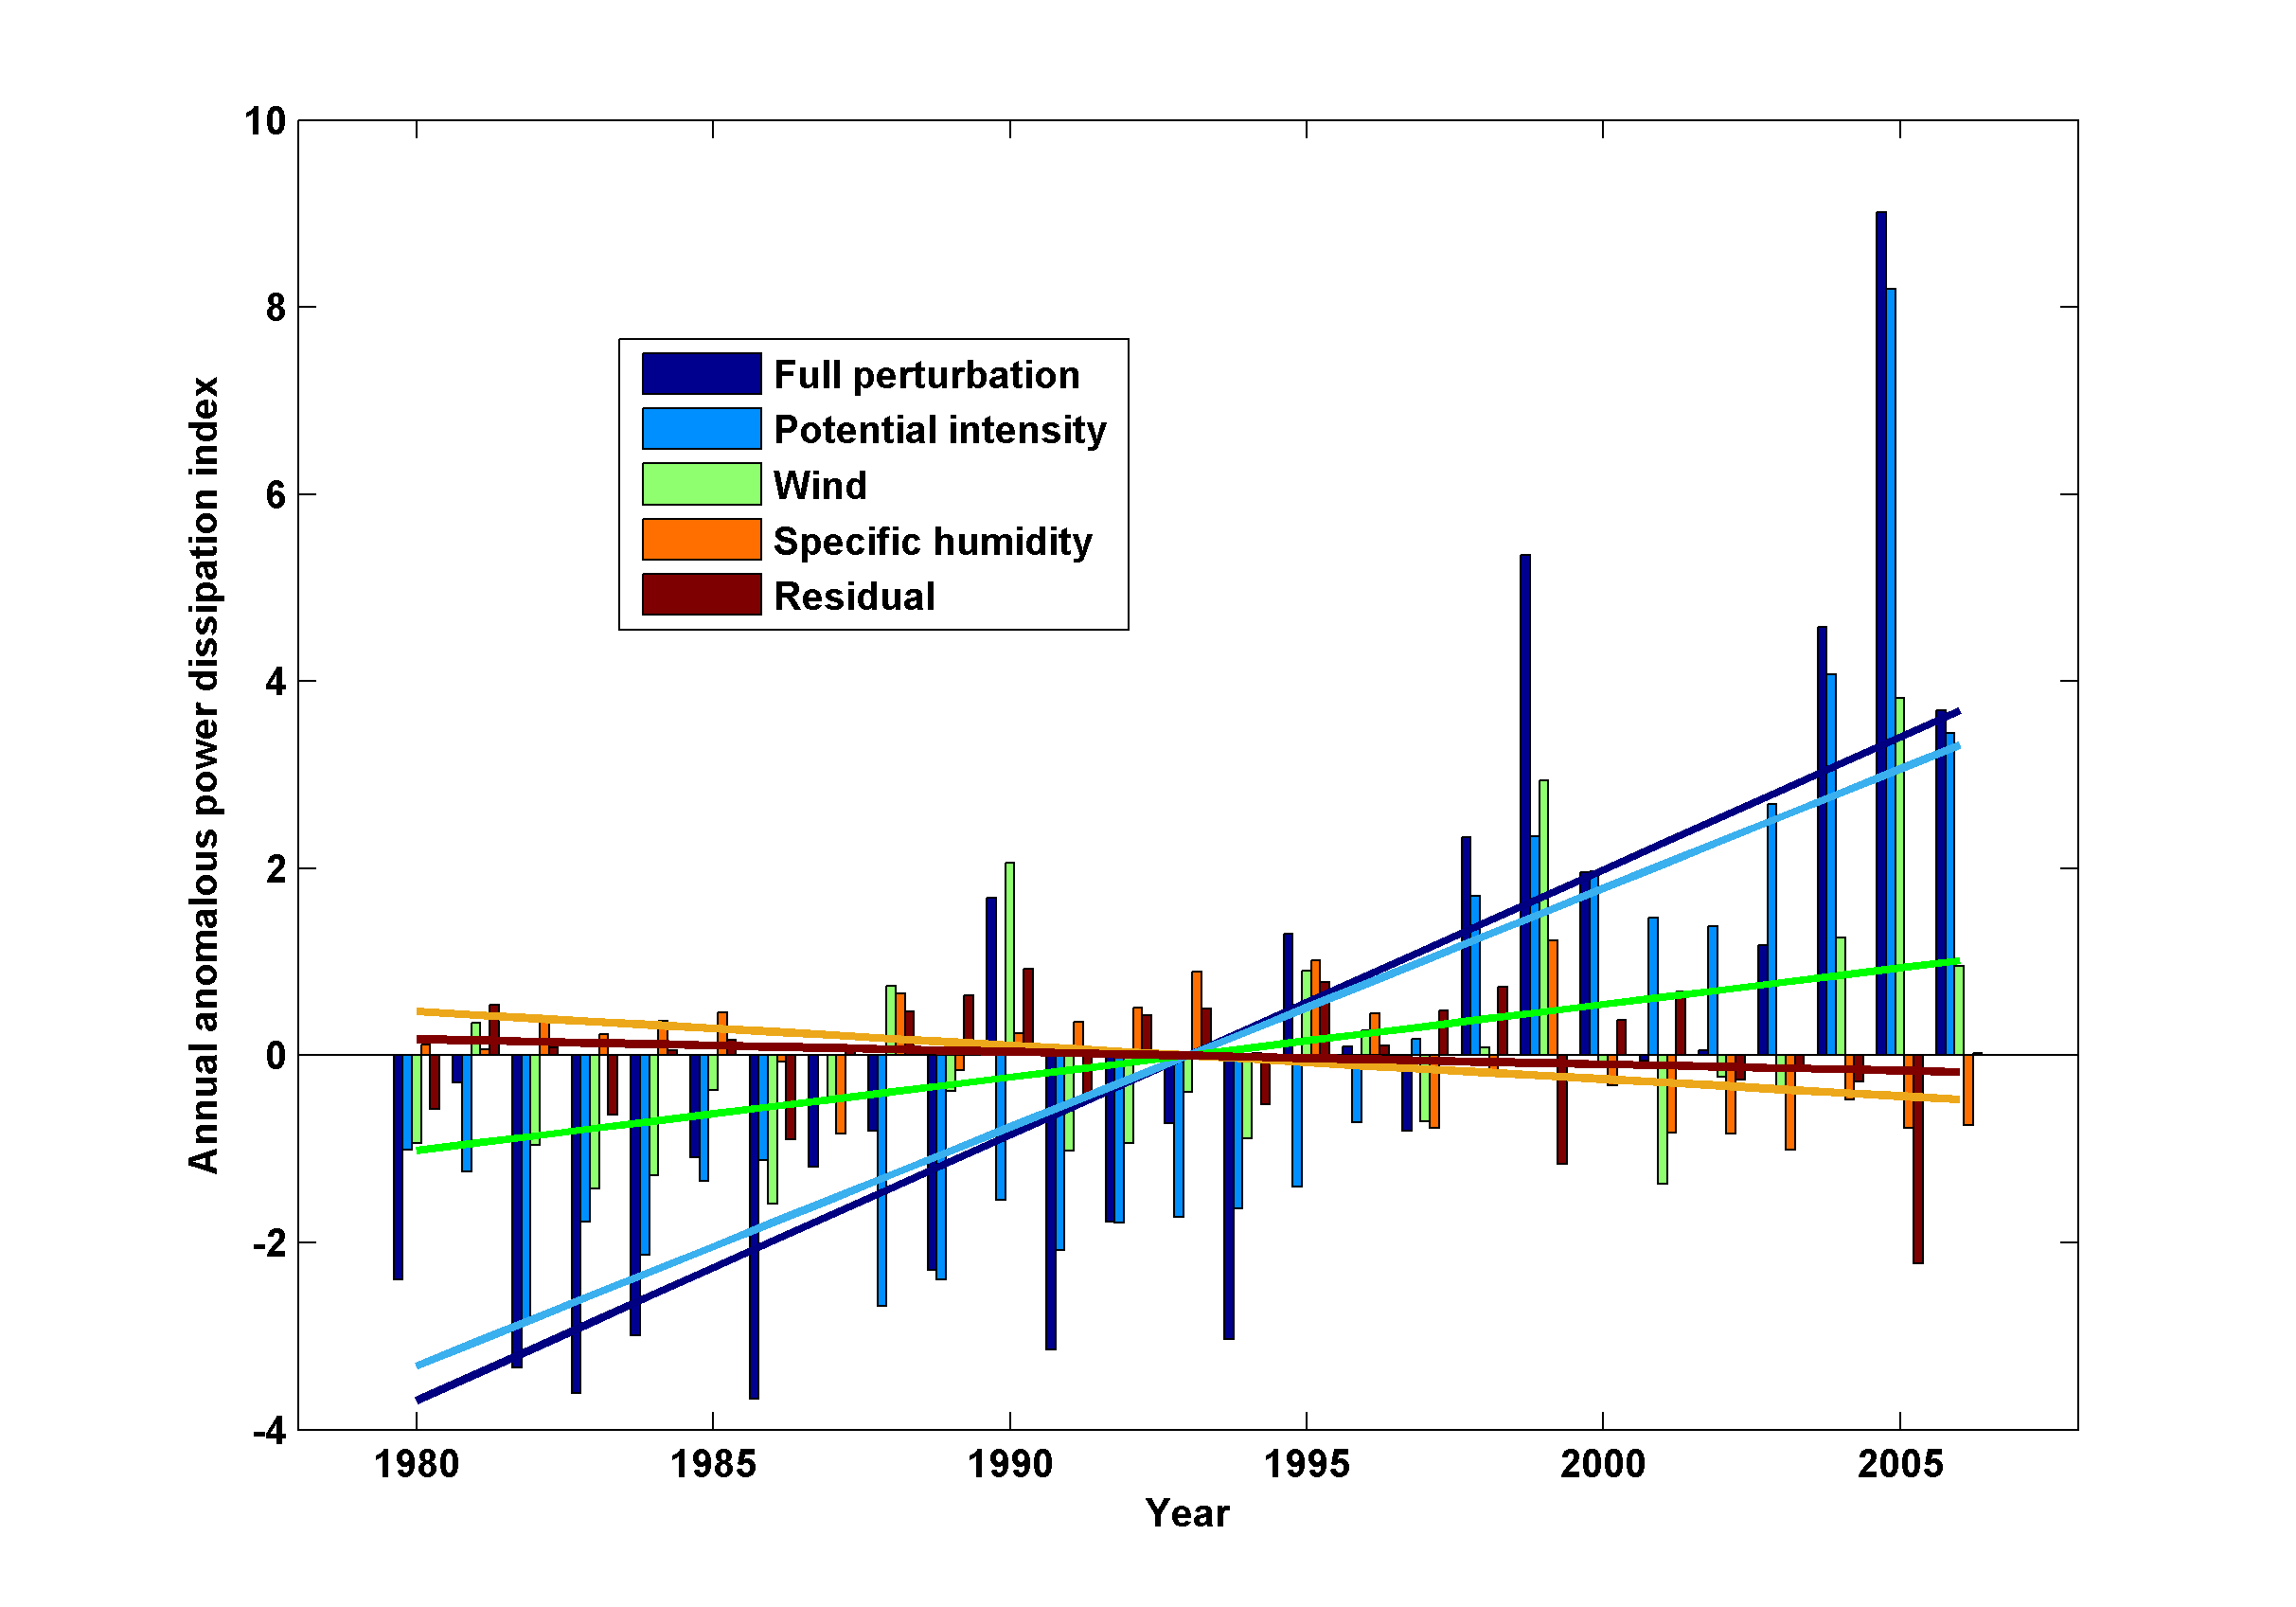 10
8
6
4
2
0
-2
-4
Annual anomalous power dissipation index
Full perturbation
Potential intensity
Wind
Specific humidity
Residual
1980 1985 1990 1995 2000 2005
Year